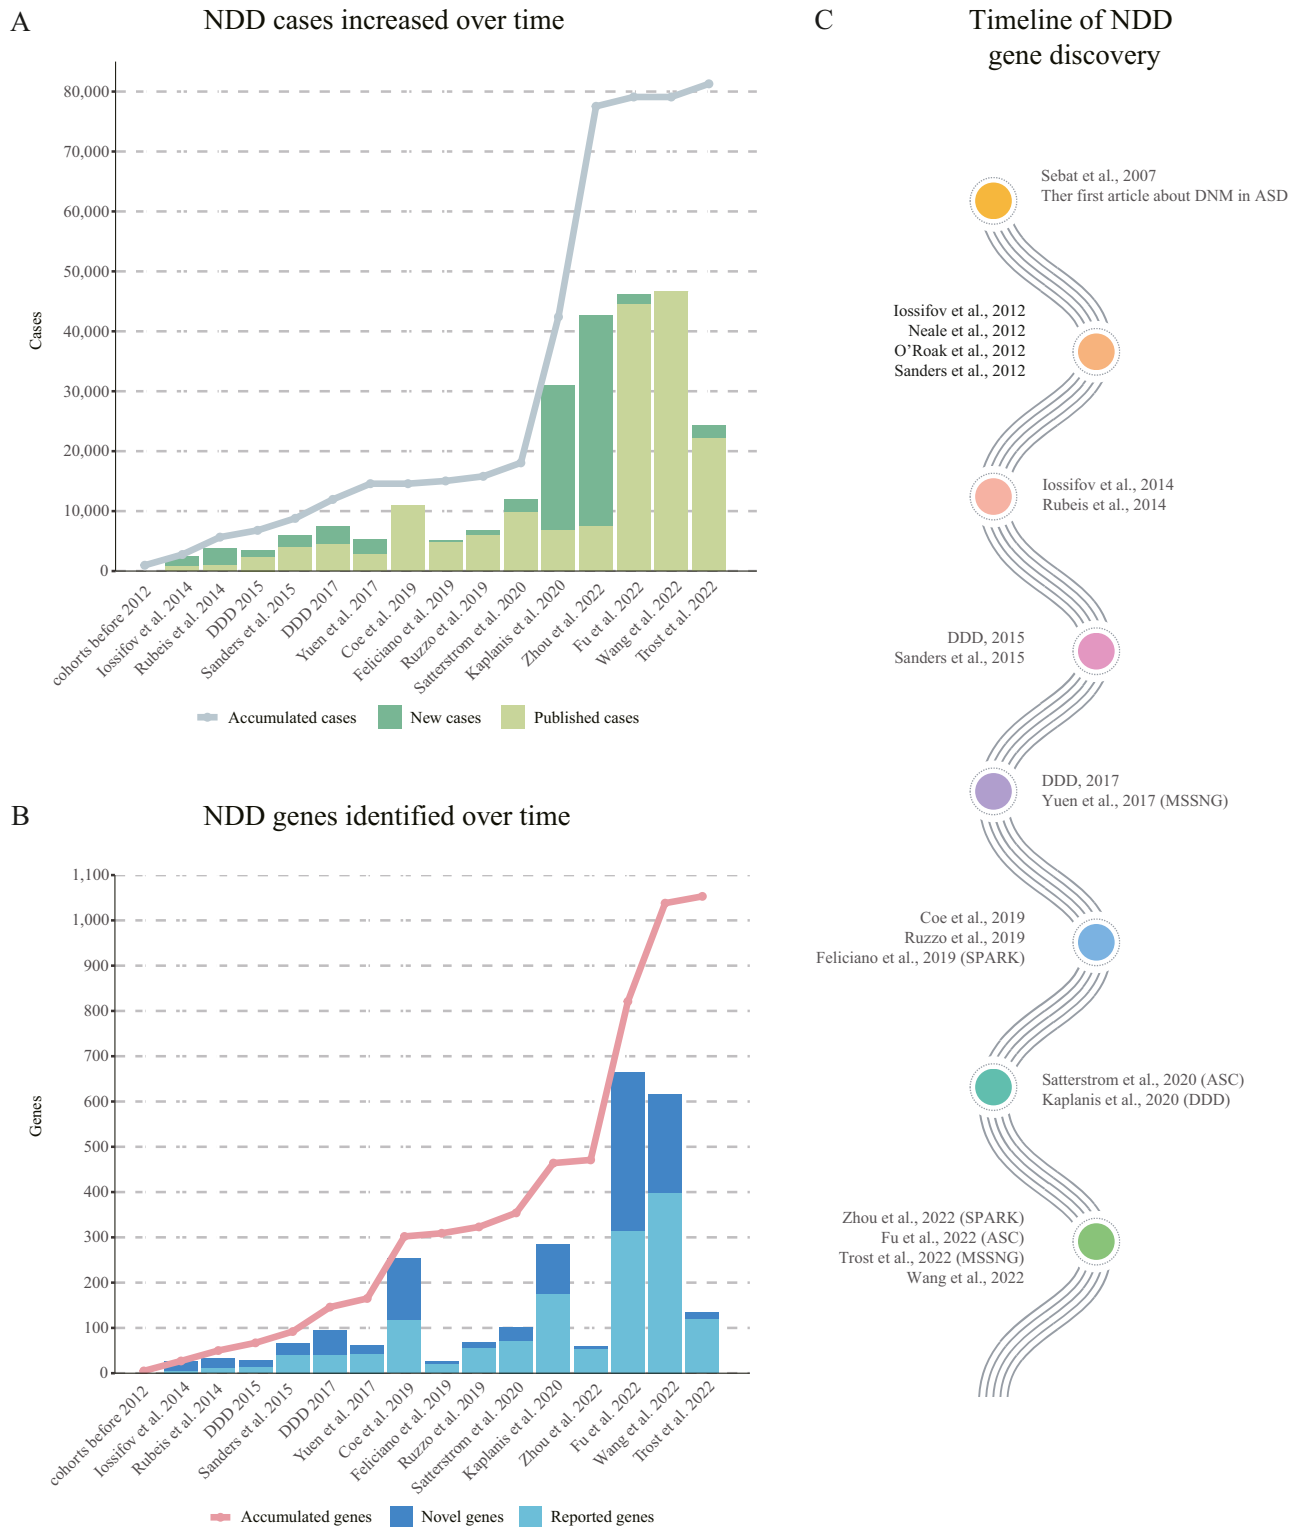 A
NDD cases increased over time
80,000
70,000
60,000
50,000
40,000
30,000
20,000
10,000
0
Cases
cohorts before 2012
Iossifov et al. 2014
Rubeis et al. 2014
DDD 2015
Sanders et al. 2015
DDD 2017
Yuen et al. 2017
Coe et al. 2019
Feliciano et al. 2019
Ruzzo et al. 2019
Satterstrom et al. 2020
Kaplanis et al. 2020
Zhou et al. 2022
Fu et al. 2022
Wang et al. 2022
Trost et al. 2022
Accumulated cases
New cases
Published cases
B
NDD genes identified over time
1,100
1,000
900
800
700
600
500
400
300
200
100
0
Genes
cohorts before 2012
Iossifov et al. 2014
Rubeis et al. 2014
DDD 2015
Sanders et al. 2015
DDD 2017
Yuen et al. 2017
Coe et al. 2019
Feliciano et al. 2019
Ruzzo et al. 2019
Satterstrom et al. 2020
Kaplanis et al. 2020
Zhou et al. 2022
Fu et al. 2022
Wang et al. 2022
Trost et al. 2022
Accumulated genes
Novel genes
Reported genes
C
Timeline of NDD
gene discovery
Sebat et al., 2007
Ther first article about DNM in ASD
Iossifov et al., 2012
Neale et al., 2012
O'Roak et al., 2012
Sanders et al., 2012
Iossifov et al., 2014
Rubeis et al., 2014
DDD, 2015
Sanders et al., 2015
DDD, 2017
Yuen et al., 2017 (MSSNG)
Coe et al., 2019
Ruzzo et al., 2019
Feliciano et al., 2019 (SPARK)
Satterstrom et al., 2020 (ASC)
Kaplanis et al., 2020 (DDD)
Zhou et al., 2022 (SPARK)
Fu et al., 2022 (ASC)
Trost et al., 2022 (MSSNG)
Wang et al., 2022